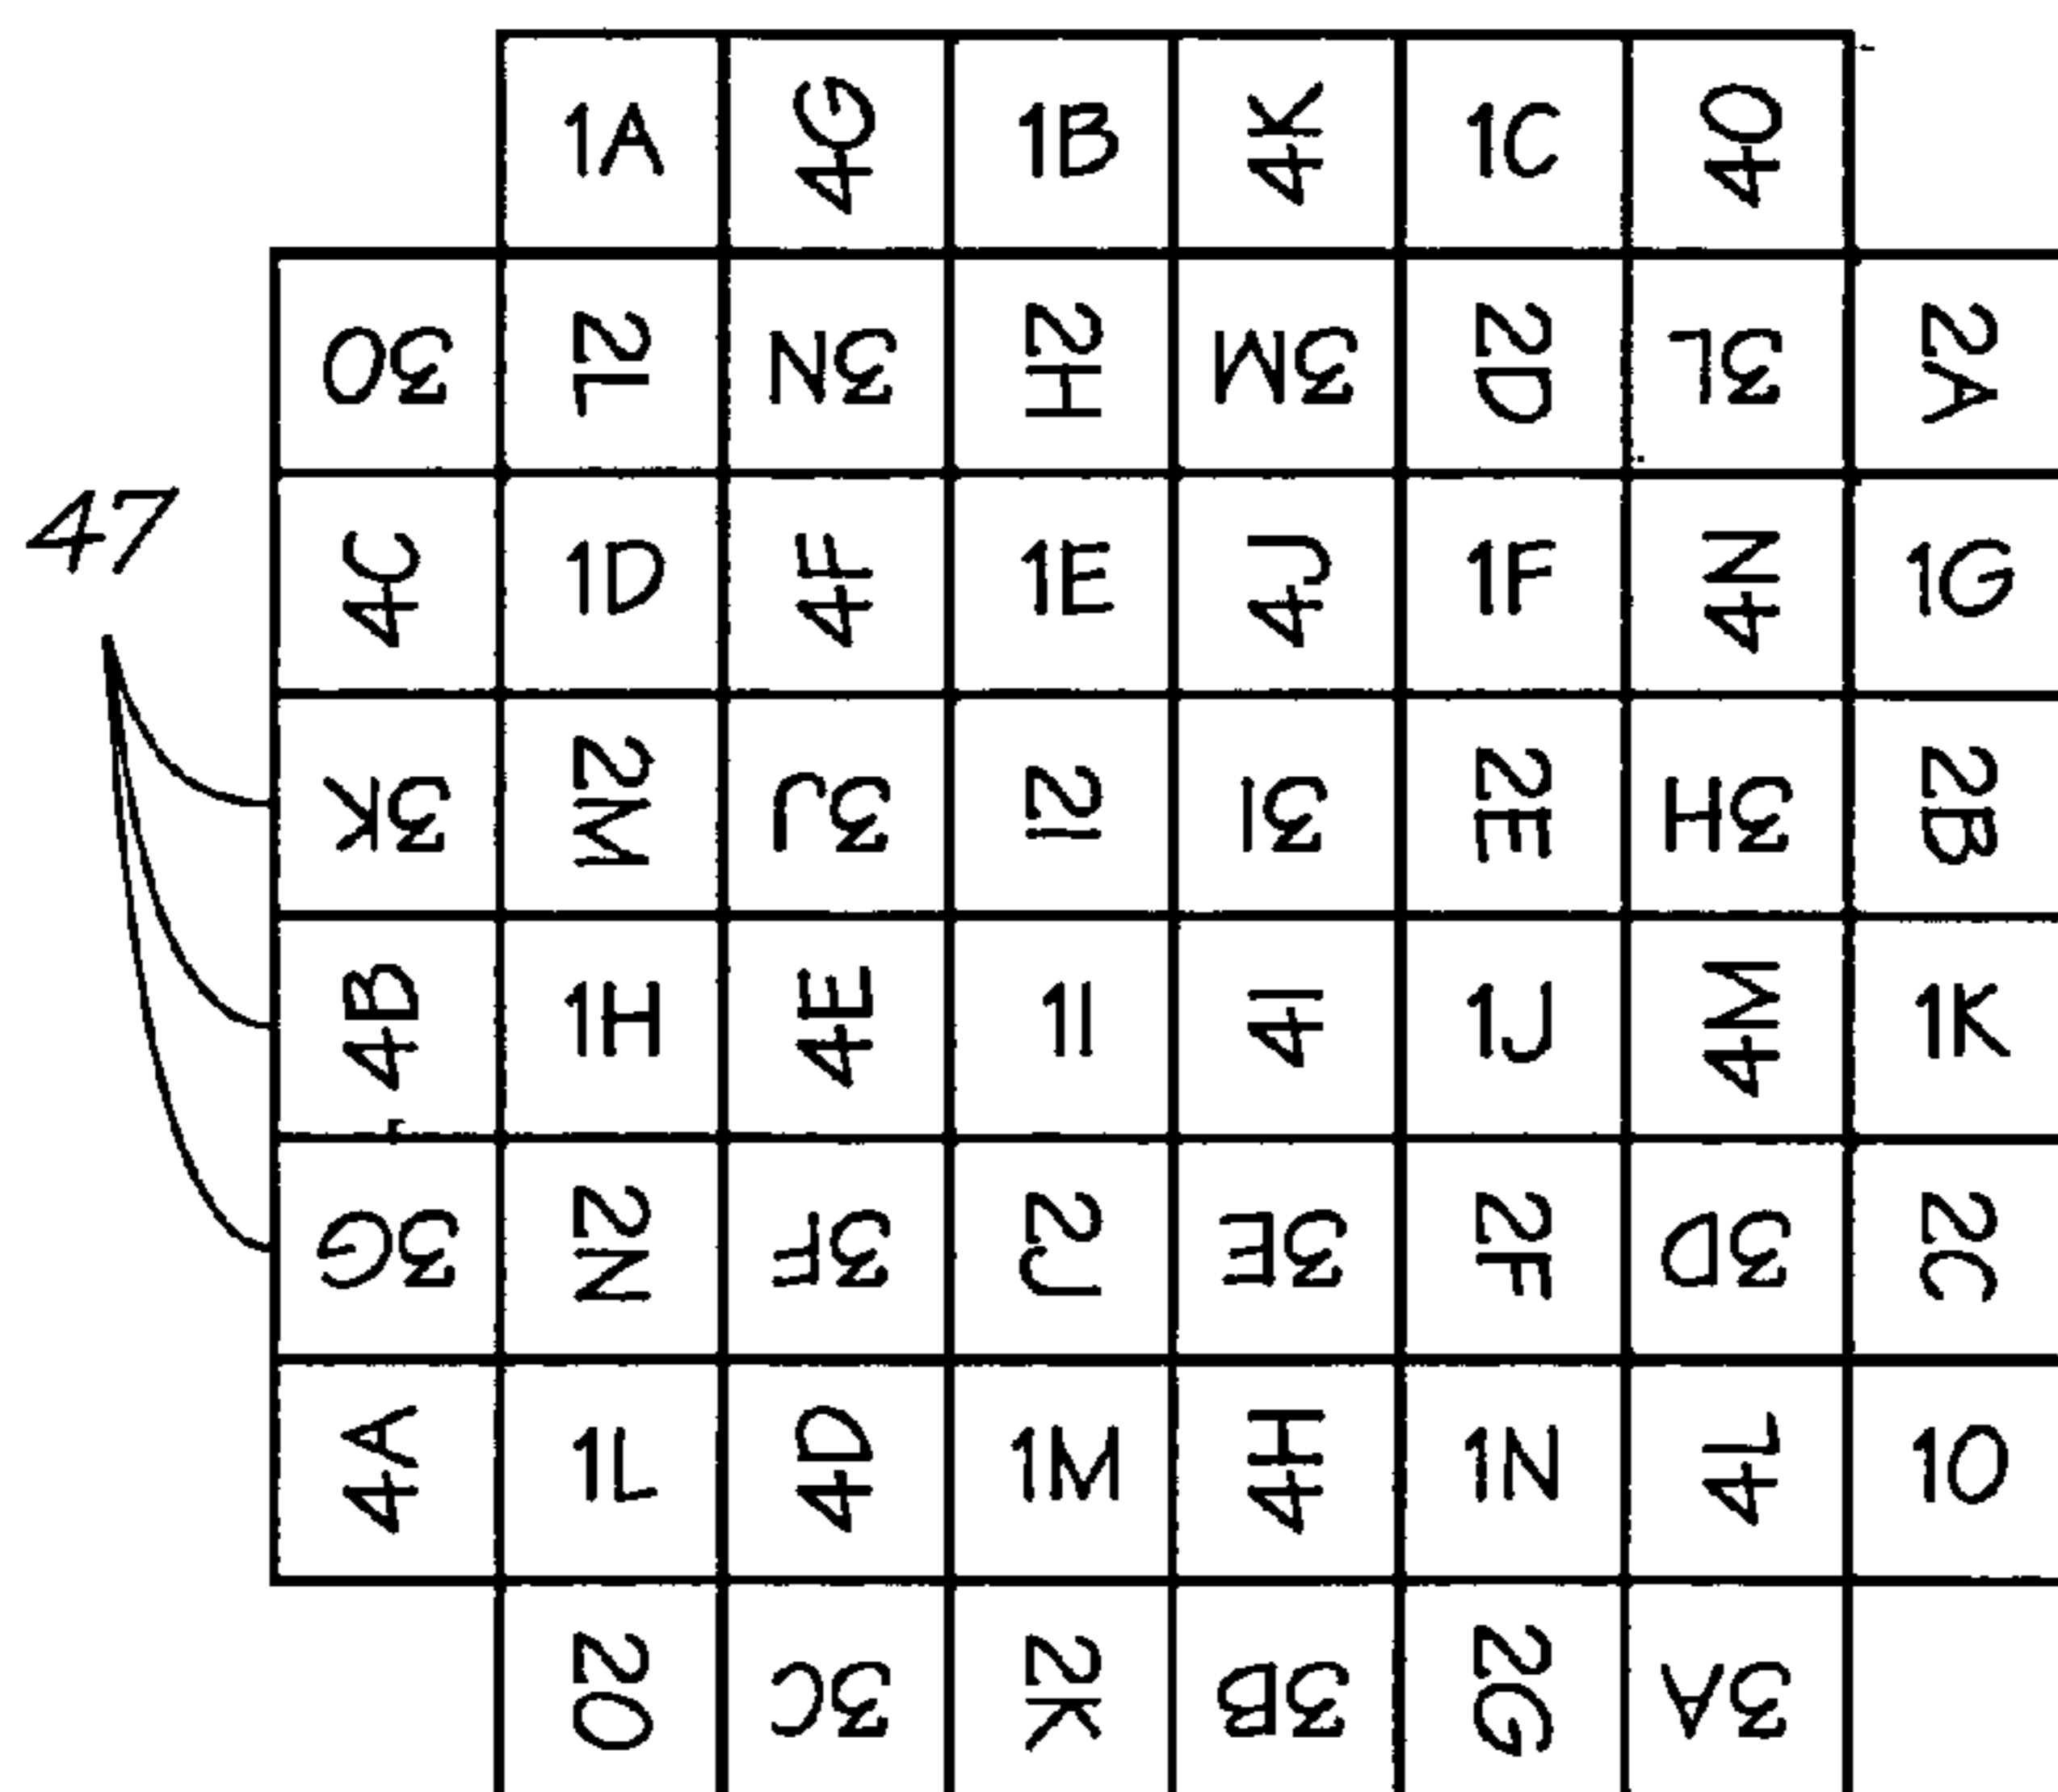 1A 4G 1B 4K 1C 4O
3O 2L 3N 2H 3M 2D 3L 2A
47
4C 1D 4F 1E 4J 1F 4N 1G
3K 2M 3J 2I 3I 2E 3H 2B
4B 1H 4E 1I 4I 1J 4M 1K
3G 2N 3F 2J 3E 2F 3D 2C
4A 1L 4D 1M 4H 1N 4L 1O
2O 3C 2K 3B 2G 3A